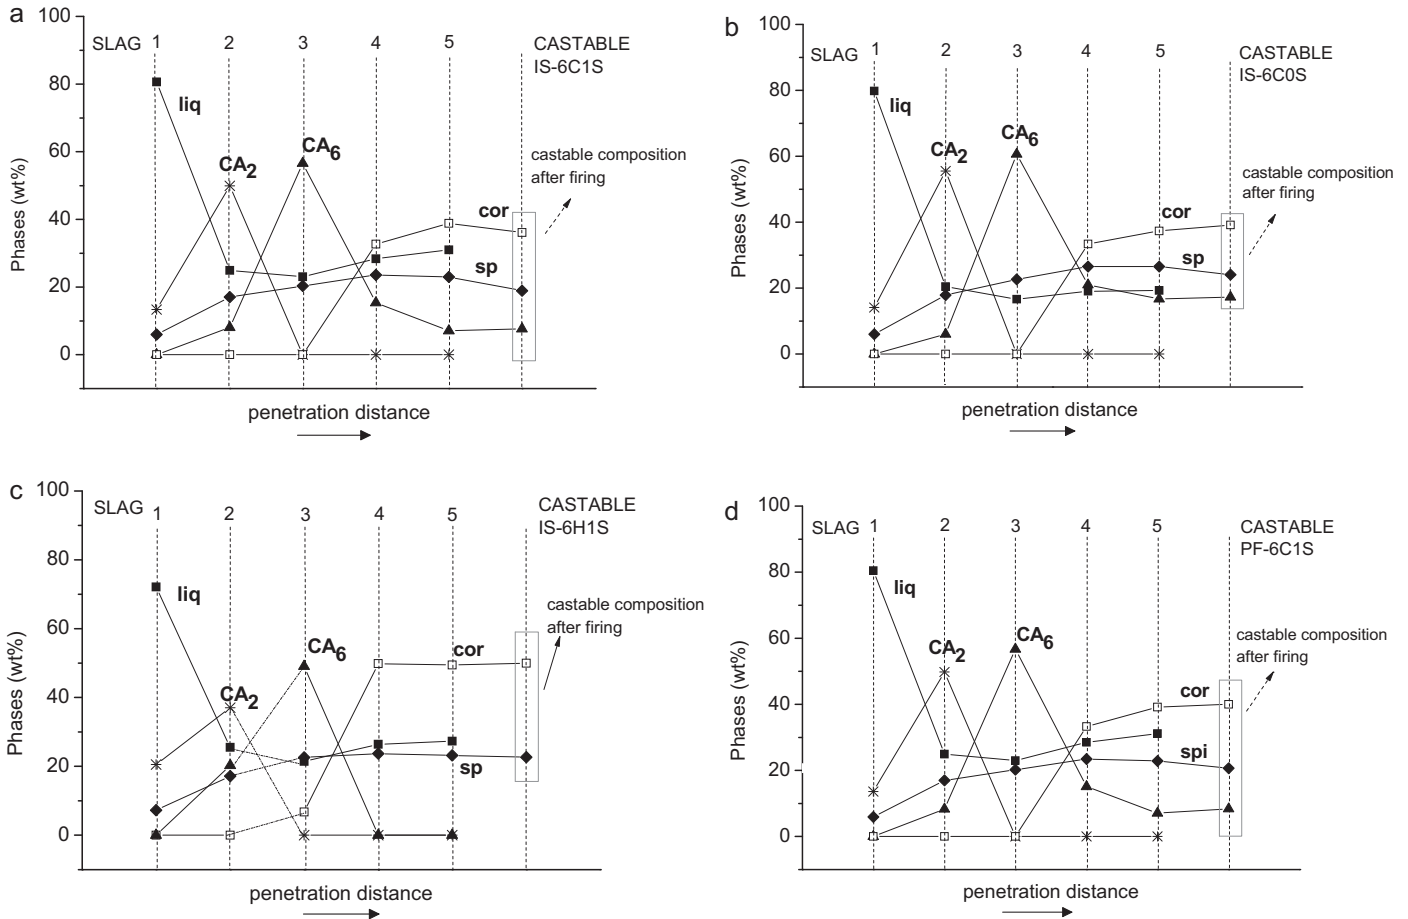 a
100
80
60
40
20
0
Phases (wt%)
SLAG 1 2 3 4 5
CASTABLE
IS-6C1S
liq
CA2
CA6
cor
sp
castable composition
after firing
penetration distance
b
100
80
60
40
20
0
Phases (wt%)
SLAG 1 2 3 4 5
CASTABLE
IS-6C0S
liq
CA2
CA6
cor
sp
castable composition
after firing
penetration distance
c
100
80
60
40
20
0
Phases (wt%)
SLAG 1 2 3 4 5
CASTABLE
IS-6H1S
liq
CA2
CA6
cor
sp
castable composition
after firing
penetration distance
d
100
80
60
40
20
0
Phases (wt%)
SLAG 1 2 3 4 5
CASTABLE
PF-6C1S
liq
CA2
CA6
cor
spi
castable composition
after firing
penetration distance